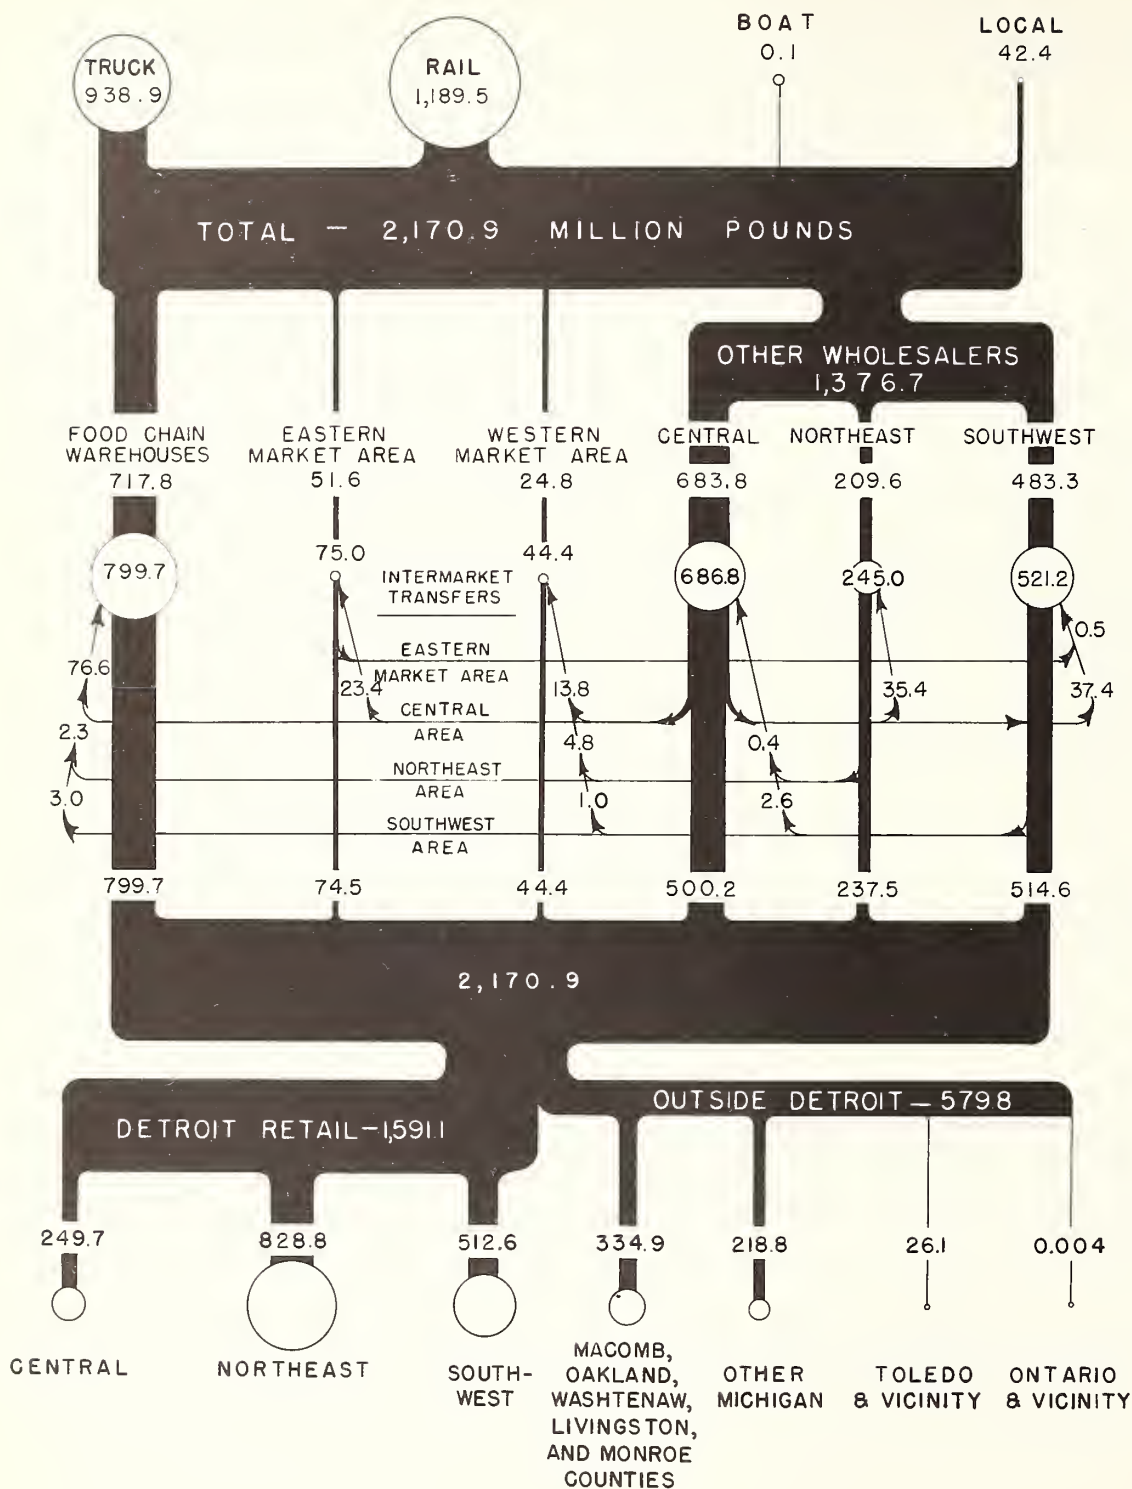 BOAT
0.1
LOCAL
42.4
TRUCK
938.9
RAIL
1,189.5
TOTAL — 2,170.9 MILLION POUNDS
OTHER WHOLESALERS
1,376.7
FOOD CHAIN
WAREHOUSES
717.8
EASTERN
MARKET AREA
51.6
WESTERN
MARKET AREA
24.8
CENTRAL
683.8
NORTHEAST
209.6
SOUTHWEST
483.3
799.7
75.0
INTERMARKET
TRANSFERS
44.4
686.8
245.0
521.2
0.5
EASTERN
MARKET AREA
76.6
23.4
13.8
35.4
37.4
CENTRAL
AREA
2.3
4.8
0.4
NORTHEAST
AREA
3.0
1.0
2.6
SOUTHWEST
AREA
799.7
74.5
44.4
500.2
237.5
514.6
2,170.9
DETROIT RETAIL—1,591.1
OUTSIDE DETROIT — 579.8
249.7
828.8
512.6
334.9
218.8
26.1
0.004
CENTRAL
NORTHEAST
SOUTH-
WEST
MACOMB,
OAKLAND,
WASHTENAW,
LIVINGSTON,
AND MONROE
COUNTIES
OTHER
MICHIGAN
TOLEDO
& VICINITY
ONTARIO
& VICINITY